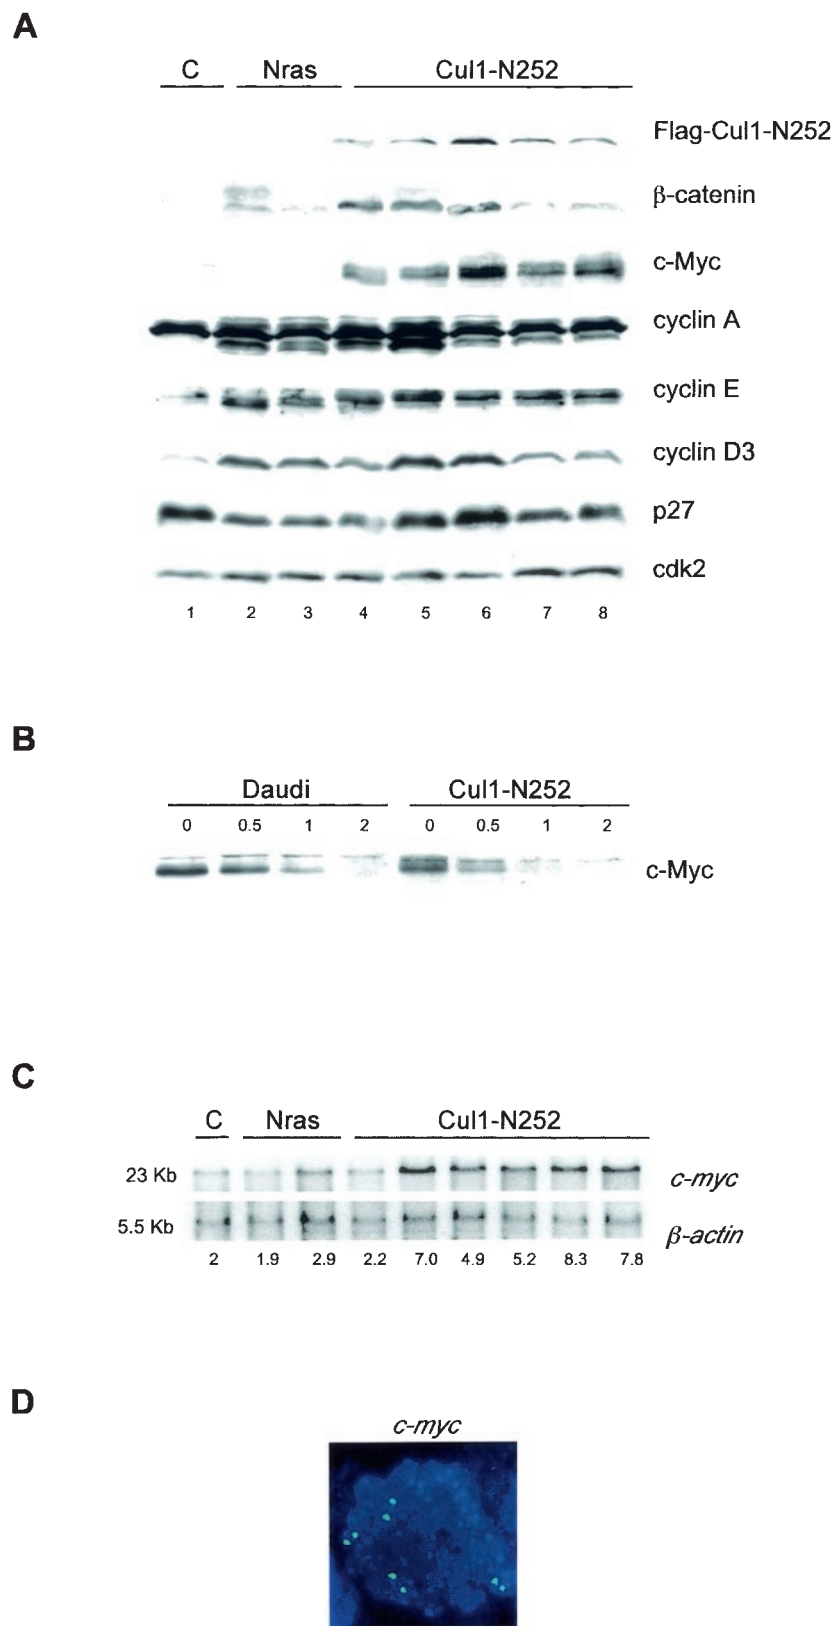 A
C Nras Cul1-N252
Flag-Cul1-N252
β-catenin
c-Myc
cyclin A
cyclin E
cyclin D3
p27
cdk2
1 2 3 4 5 6 7 8
B
Daudi Cul1-N252
0 0.5 1 2 0 0.5 1 2
c-Myc
C
C Nras Cul1-N252
23 Kb c-myc
5.5 Kb β-actin
2 1.9 2.9 2.2 7.0 4.9 5.2 8.3 7.8
D
c-myc